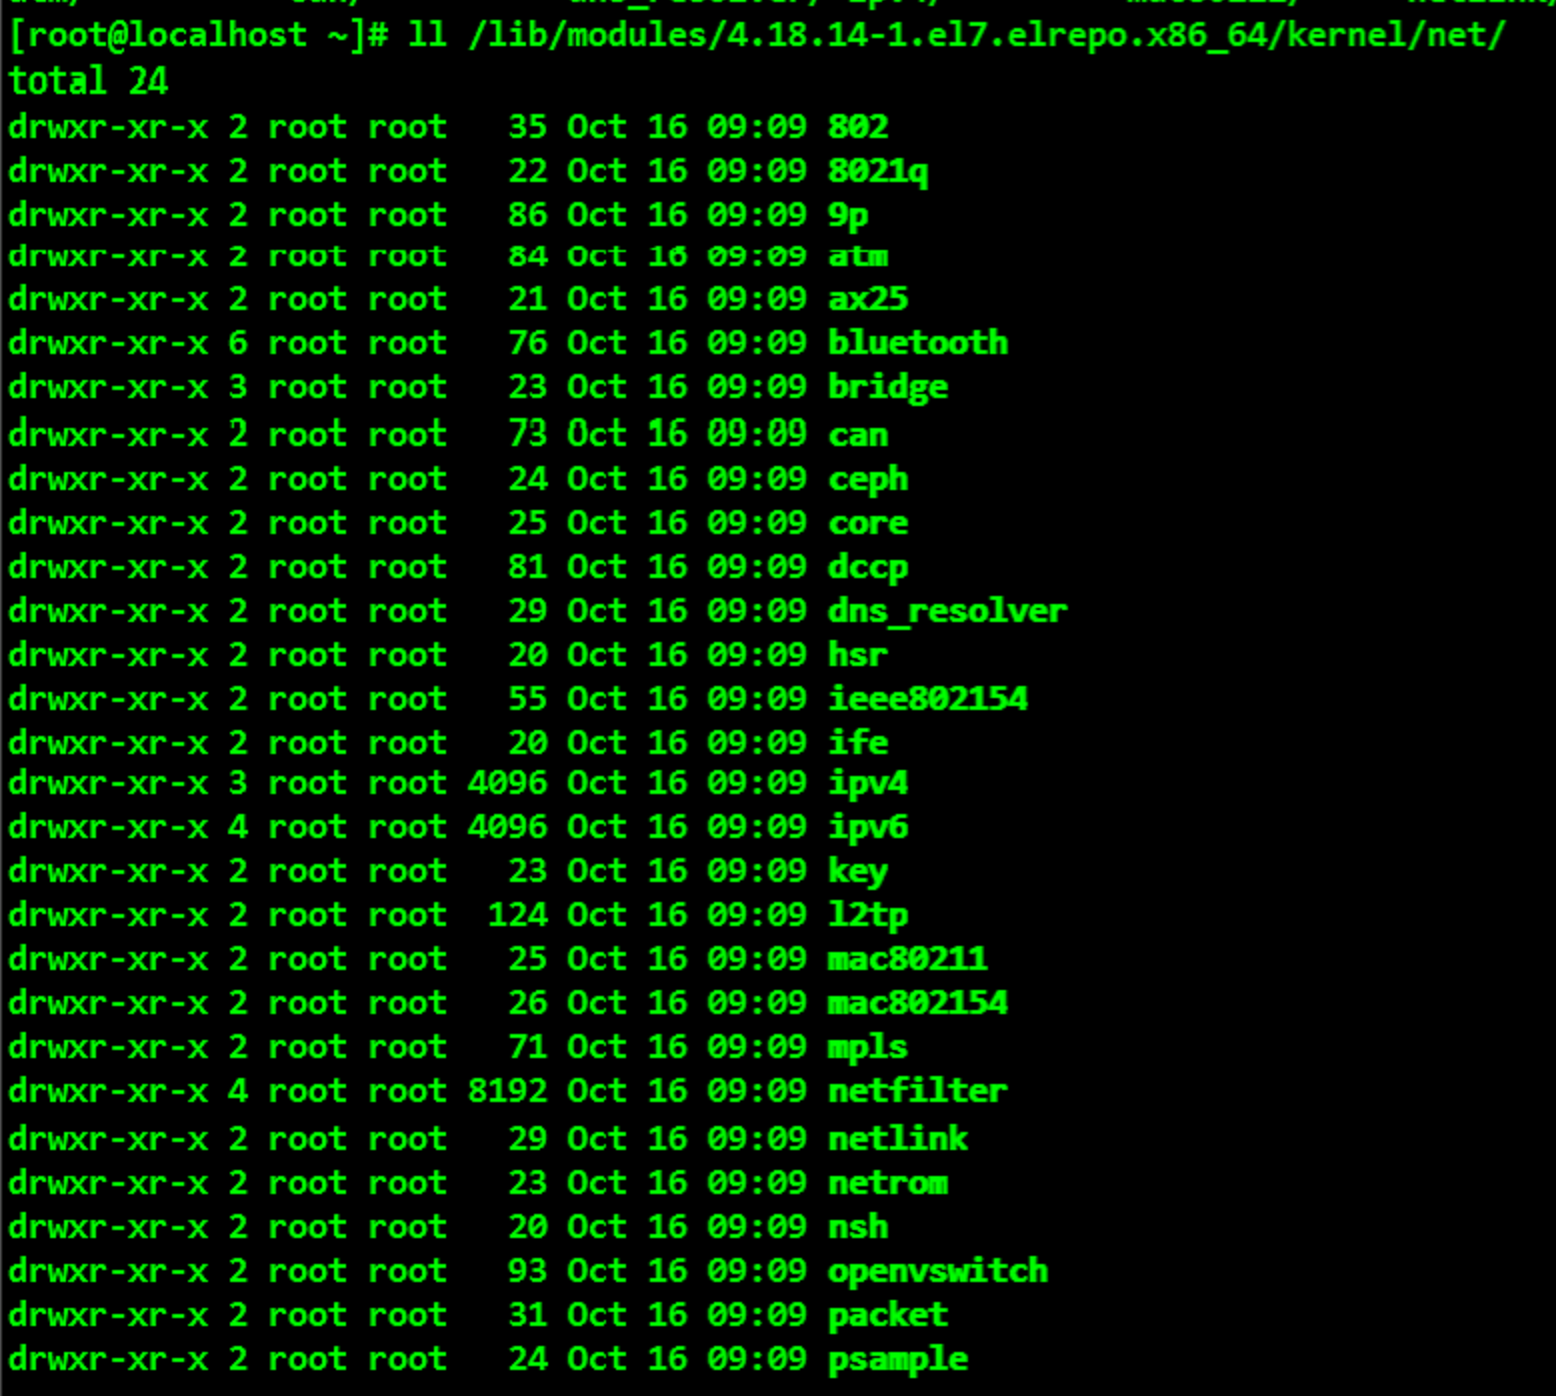 [root@localhost ~]# ll /lib/modules/4.18.14-1.el7.elrepo.x86_64/kernel/net/
total 24
drwxr-xr-x 2 root root   35 Oct 16 09:09 802
drwxr-xr-x 2 root root   22 Oct 16 09:09 8021q
drwxr-xr-x 2 root root   86 Oct 16 09:09 9p
drwxr-xr-x 2 root root   84 Oct 16 09:09 atm
drwxr-xr-x 2 root root   21 Oct 16 09:09 ax25
drwxr-xr-x 6 root root   76 Oct 16 09:09 bluetooth
drwxr-xr-x 3 root root   23 Oct 16 09:09 bridge
drwxr-xr-x 2 root root   73 Oct 16 09:09 can
drwxr-xr-x 2 root root   24 Oct 16 09:09 ceph
drwxr-xr-x 2 root root   25 Oct 16 09:09 core
drwxr-xr-x 2 root root   81 Oct 16 09:09 dccp
drwxr-xr-x 2 root root   29 Oct 16 09:09 dns_resolver
drwxr-xr-x 2 root root   20 Oct 16 09:09 hsr
drwxr-xr-x 2 root root   55 Oct 16 09:09 ieee802154
drwxr-xr-x 2 root root   20 Oct 16 09:09 ife
drwxr-xr-x 3 root root 4096 Oct 16 09:09 ipv4
drwxr-xr-x 4 root root 4096 Oct 16 09:09 ipv6
drwxr-xr-x 2 root root   23 Oct 16 09:09 key
drwxr-xr-x 2 root root  124 Oct 16 09:09 l2tp
drwxr-xr-x 2 root root   25 Oct 16 09:09 mac80211
drwxr-xr-x 2 root root   26 Oct 16 09:09 mac802154
drwxr-xr-x 2 root root   71 Oct 16 09:09 mpls
drwxr-xr-x 4 root root 8192 Oct 16 09:09 netfilter
drwxr-xr-x 2 root root   29 Oct 16 09:09 netlink
drwxr-xr-x 2 root root   23 Oct 16 09:09 netrom
drwxr-xr-x 2 root root   20 Oct 16 09:09 nsh
drwxr-xr-x 2 root root   93 Oct 16 09:09 openvswitch
drwxr-xr-x 2 root root   31 Oct 16 09:09 packet
drwxr-xr-x 2 root root   24 Oct 16 09:09 psample